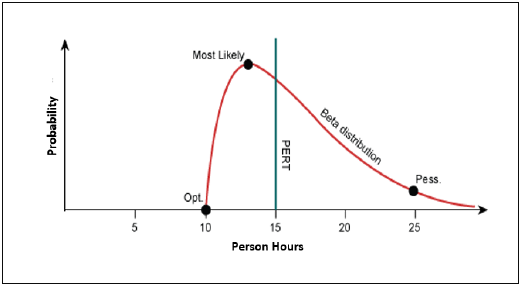 Most Likely
Probability
Beta distribution
PERT
Opt.
Pess.
5 10 15 20 25
Person Hours